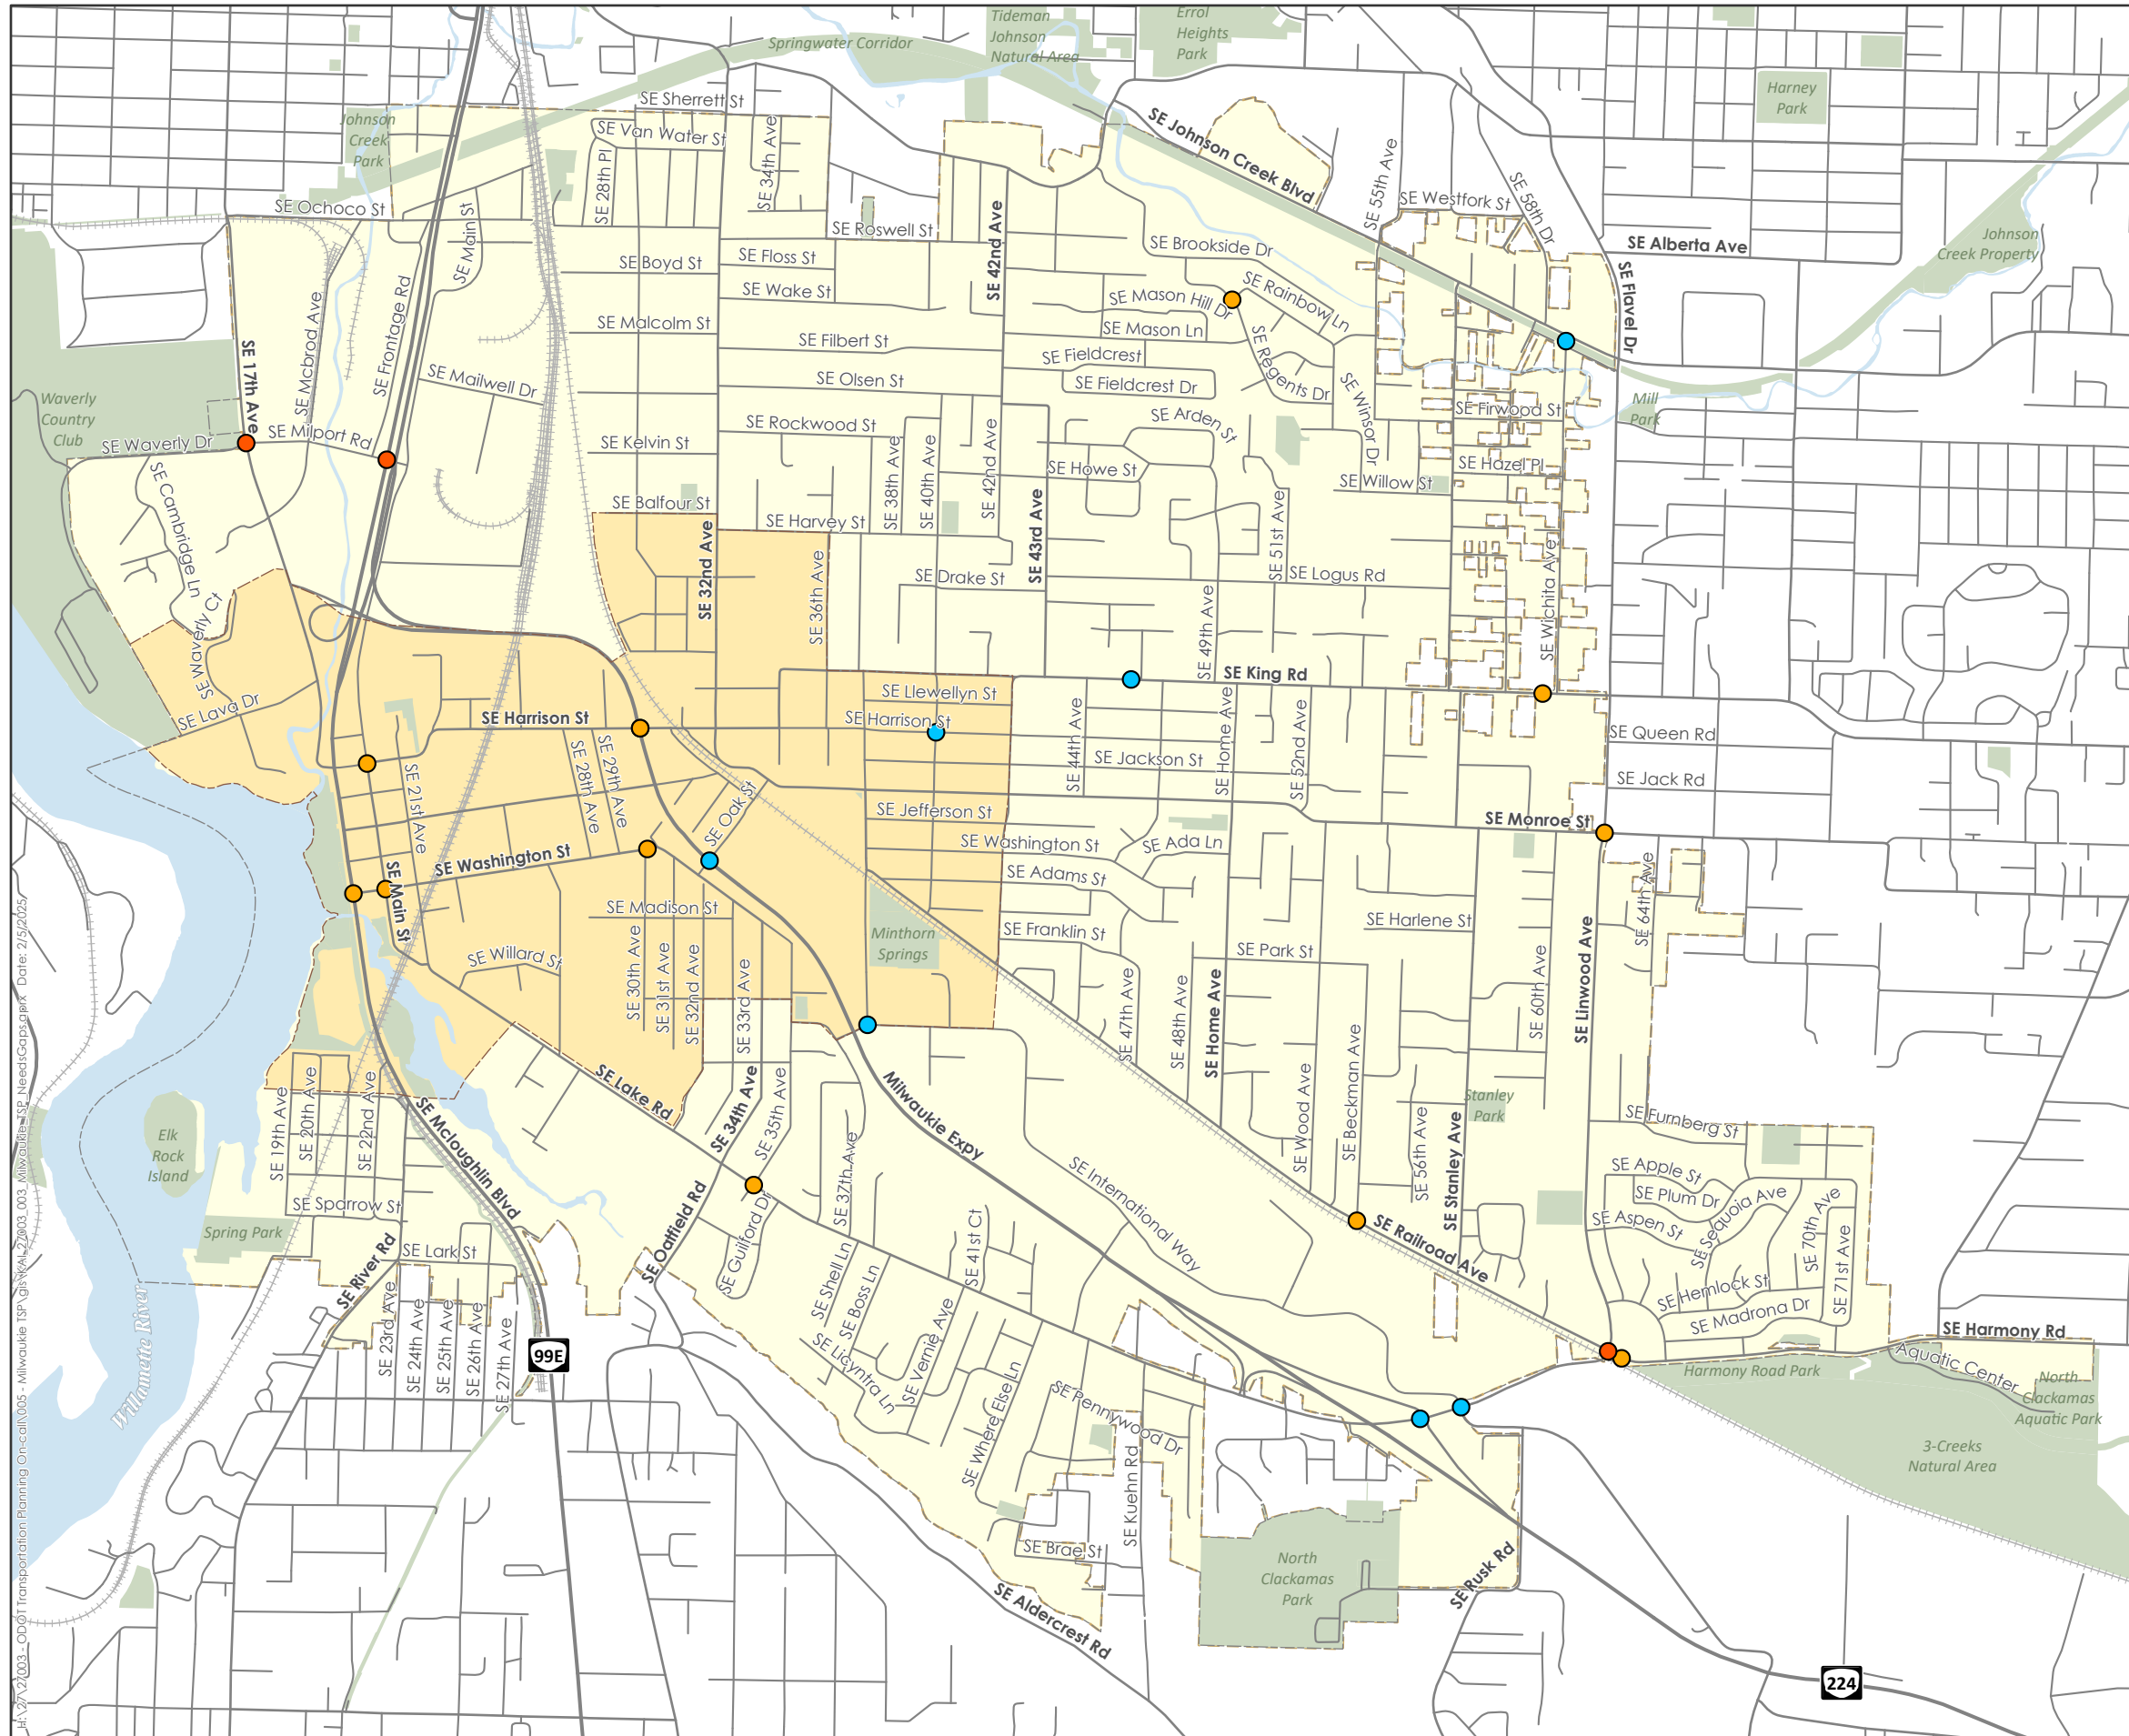 Tideman
Johnson
Natural Area
Errol
Heights
Park
Springwater Corridor
Harney
Park
Johnson
Creek
Park
SE Sherrett St
SE Van Water St
SE 34th Ave
SE 28th Pl
SE Johnson Creek Blvd
SE 55th Ave
SE Westfork St
SE 58th Dr
SE Ochoco St
SE Main St
SE Roswell St
SE 42nd Ave
SE Brookside Dr
SE Alberta Ave
Johnson
Creek Property
SE Flavel Dr
SE Boyd St
SE Floss St
SE Wake St
SE Mason Hill Dr
SE Rainbow Ln
SE Mcbrod Ave
SE Frontage Rd
SE Malcolm St
SE Filbert St
SE Mason Ln
SE Fieldcrest
SE Fieldcrest Dr
SE Regents Dr
SE 17th Ave
SE Mailwell Dr
SE Olsen St
SE Winsor Dr
SE Firwood St
Mill
Park
Waverly
Country
Club
SE Waverly Dr
SE Milport Rd
SE Rockwood St
SE Arden St
SE Kelvin St
SE 38th Ave
SE 40th Ave
SE 42nd Ave
SE Howe St
SE Hazel Pl
SE Willow St
SE Cambridge Ln
SE Balfour St
SE Harvey St
SE 43rd Ave
SE 51st Ave
SE 32nd Ave
SE 36th Ave
SE Drake St
SE Logus Rd
SE Wichita Ave
SE Waverly Ct
SE 49th Ave
SE King Rd
SE Lava Dr
SE Llewellyn St
SE Harrison St
SE Harrison St
SE Queen Rd
SE 44th Ave
SE Home Ave
SE 52nd Ave
SE Jackson St
SE Jack Rd
SE 21st Ave
SE 28th Ave
SE 29th Ave
SE Oak St
SE Jefferson St
SE Monroe St
SE Washington St
SE Washington St
SE Ada Ln
SE Adams St
SE 64th Ave
SE Main St
SE Madison St
SE Harlene St
SE Franklin St
Minthorn
Springs
SE Park St
SE Willard St
SE 30th Ave
SE 31st Ave
SE 32nd Ave
SE 33rd Ave
SE 47th Ave
SE 48th Ave
SE Home Ave
SE 60th Ave
SE Linwood Ave
SE Lake Rd
SE 34th Ave
SE 35th Ave
Milwaukie Expy
SE Wood Ave
SE Beckman Ave
SE 56th Ave
SE Stanley Ave
Stanley
Park
SE Furnberg St
SE 19th Ave
SE 20th Ave
SE 22nd Ave
SE Mcloughlin Blvd
Elk
Rock
Island
SE 37th Ave
SE International Way
SE Apple St
SE Plum Dr
SE Aspen St
SE Sequoia Ave
SE 70th Ave
SE 71st Ave
SE Sparrow St
Spring Park
SE Guilford Dr
SE Oatfield Rd
SE Railroad Ave
SE River Rd
SE Lark St
SE Shell Ln
SE Boss Ln
SE 41st Ct
SE Hemlock St
SE Madrona Dr
SE 23rd Ave
SE 24th Ave
SE 25th Ave
SE 26th Ave
SE 27th Ave
99E
SE Licyntra Ln
SE Vernie Ave
SE Where Else Ln
SE Pennywood Dr
SE Kuehn Rd
SE Harmony Rd
Aquatic Center
Harmony Road Park
North
Clackamas
Aquatic Park
3-Creeks
Natural Area
Willamette River
SE Brae St
North
Clackamas
Park
SE Rusk Rd
SE Aldercrest Rd
224
H:\27\27003 - ODOT Transportation Planning On-call\005 - Milwaukie TSP\gis\KAI_27003_003_Milwaukie_TSP_NeedsGaps.aprx Date: 2/5/2025